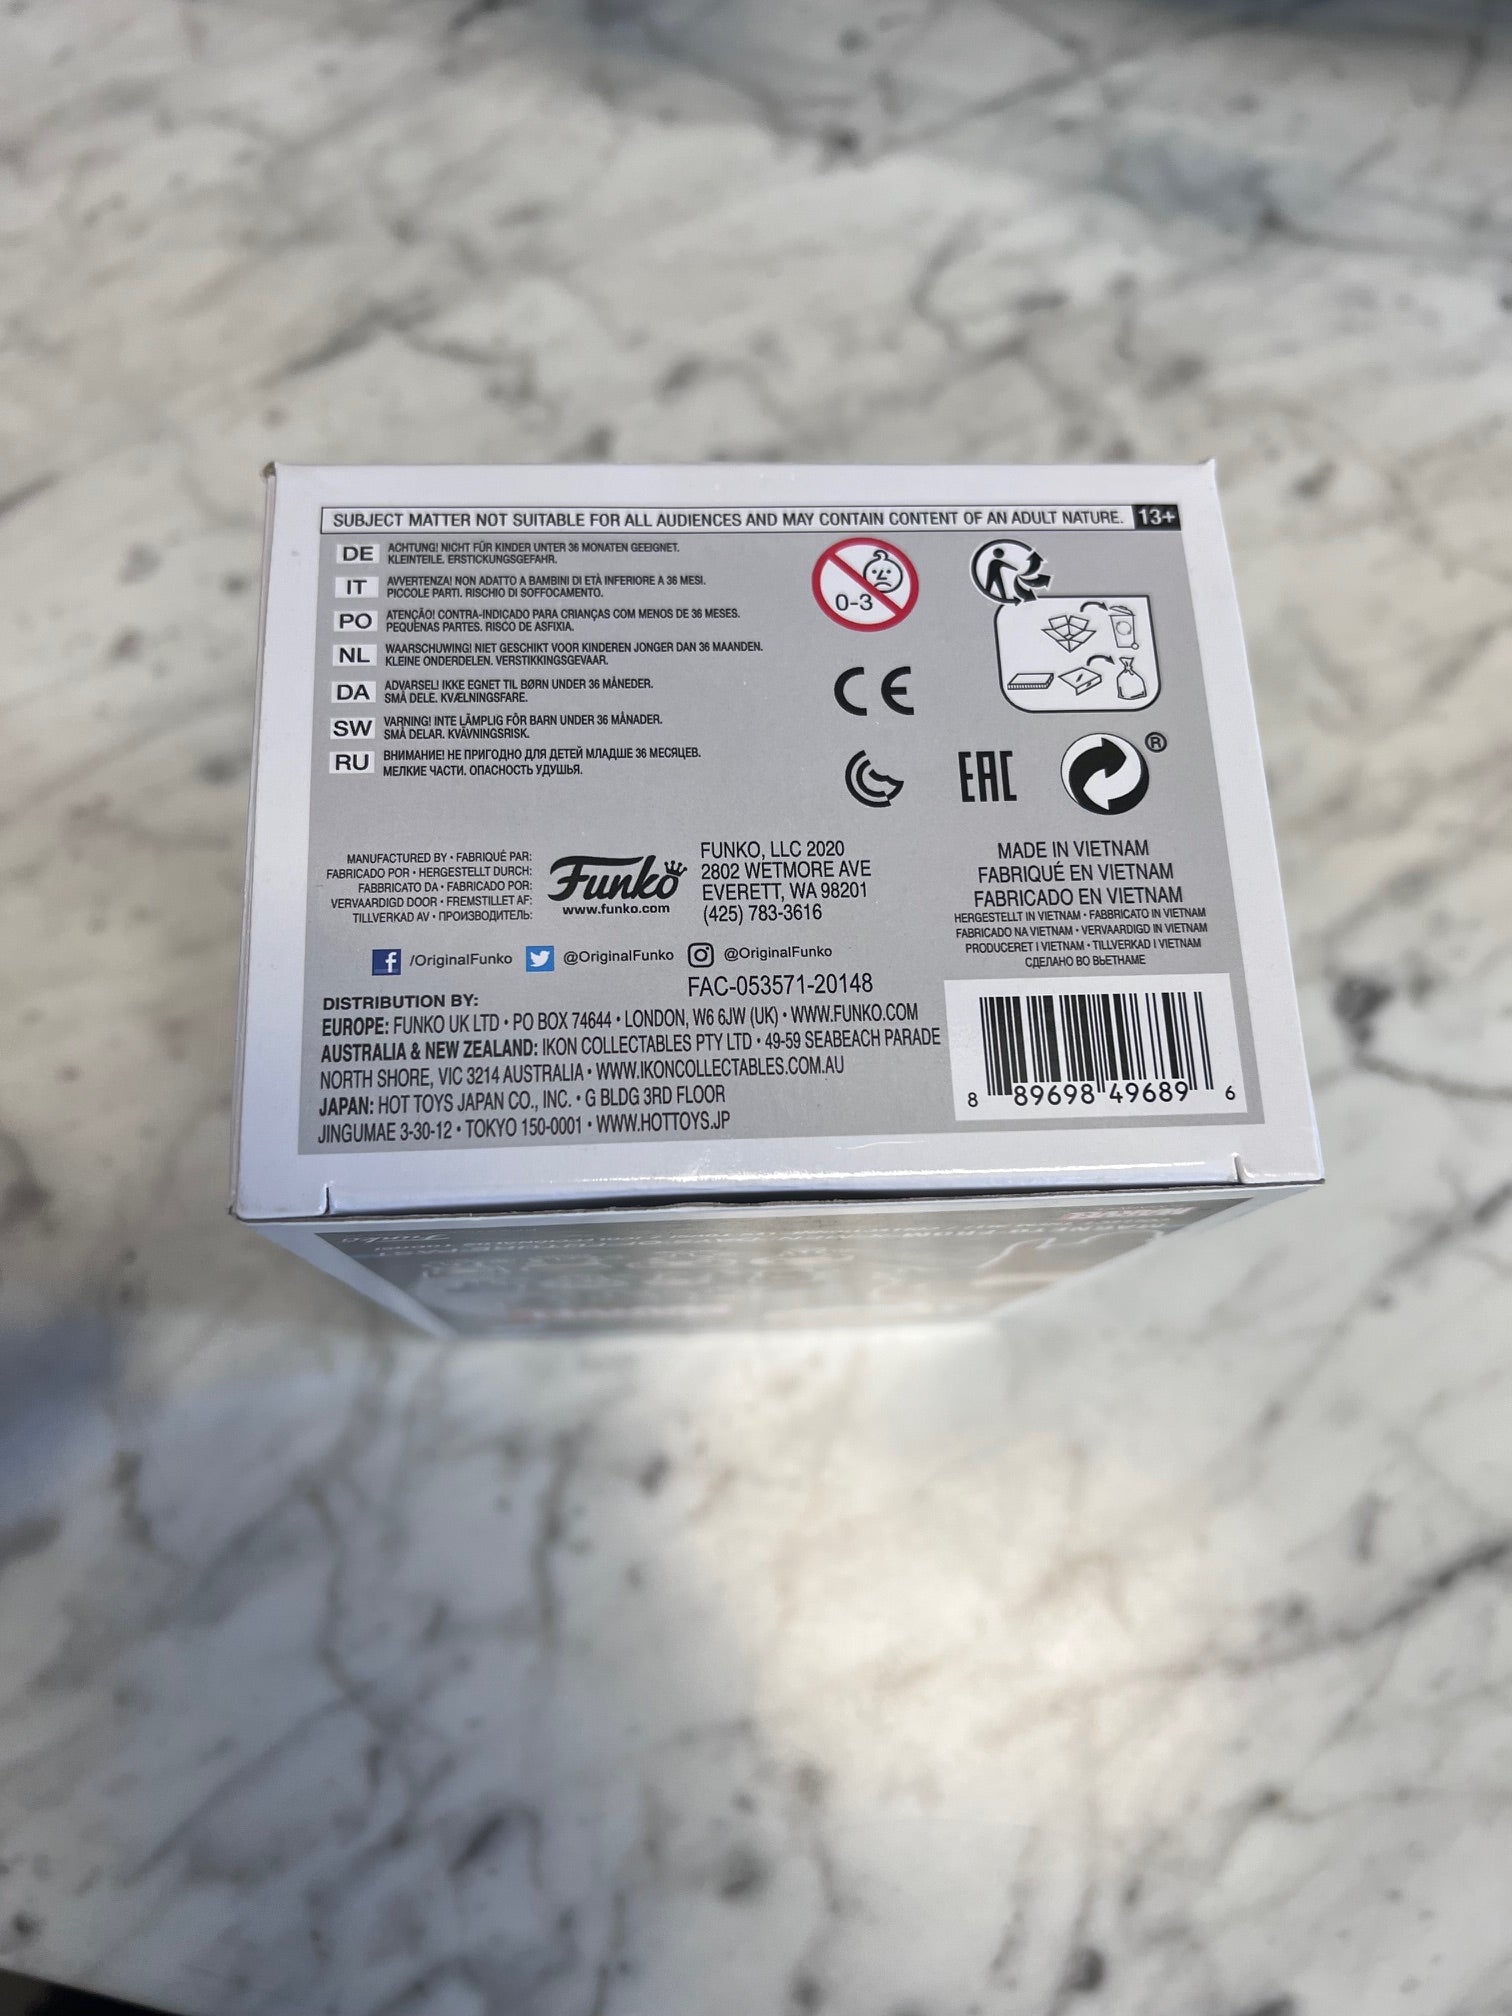 SUBJECT MATTER NOT SUITABLE FOR ALL AUDIENCES AND MAY CONTAIN CONTENT OF AN ADULT NATURE. 13+
DE ACHTUNG! NICHT FÜR KINDER UNTER 36 MONATEN GEEIGNET.
KLEINTEILE. ERSTICKUNGSGEFAHR.
IT AVVERTENZA! NON ADATTO A BAMBINI DI ETÀ INFERIORE A 36 MESI.
PICCOLE PARTI. RISCHIO DI SOFFOCAMENTO.
PO ATENÇÃO! CONTRA-INDICADO PARA CRIANÇAS COM MENOS DE 36 MESES.
PEQUENAS PARTES. RISCO DE ASFIXIA.
NL WAARSCHUWING! NIET GESCHIKT VOOR KINDEREN JONGER DAN 36 MAANDEN.
KLEINE ONDERDELEN. VERSTIKKINGSGEVAAR.
DA ADVARSEL! IKKE EGNET TIL BØRN UNDER 36 MÅNEDER.
SMÅ DELE. KVÆLNINGSFARE.
SW VARNING! INTE LÄMPLIG FÖR BARN UNDER 36 MÅNADER.
SMÅ DELAR. KVÄVNINGSRISK.
RU ВНИМАНИЕ! НЕ ПРИГОДНО ДЛЯ ДЕТЕЙ МЛАДШЕ 36 МЕСЯЦЕВ.
МЕЛКИЕ ЧАСТИ. ОПАСНОСТЬ УДУШЬЯ.
0-3
CE
EAC
®
MANUFACTURED BY • FABRIQUÉ PAR:
FABRICADO POR • HERGESTELLT DURCH:
FABBRICATO DA • FABRICADO POR:
VERVAARDIGD DOOR • FREMSTILLET AF:
TILLVERKAD AV • ПРОИЗВОДИТЕЛЬ:
Funko
www.funko.com
FUNKO, LLC 2020
2802 WETMORE AVE
EVERETT, WA 98201
(425) 783-3616
MADE IN VIETNAM
FABRIQUÉ EN VIETNAM
FABRICADO EN VIETNAM
HERGESTELLT IN VIETNAM • FABBRICATO IN VIETNAM
FABRICADO NA VIETNAM • VERVAARDIGD IN VIETNAM
PRODUCERET I VIETNAM • TILLVERKAD I VIETNAM
СДЕЛАНО ВО ВЬЕТНАМЕ
/OriginalFunko @OriginalFunko @OriginalFunko
FAC-053571-20148
DISTRIBUTION BY:
EUROPE: FUNKO UK LTD • PO BOX 74644 • LONDON, W6 6JW (UK) • WWW.FUNKO.COM
AUSTRALIA & NEW ZEALAND: IKON COLLECTABLES PTY LTD • 49-59 SEABEACH PARADE
NORTH SHORE, VIC 3214 AUSTRALIA • WWW.IKONCOLLECTABLES.COM.AU
JAPAN: HOT TOYS JAPAN CO., INC. • G BLDG 3RD FLOOR
JINGUMAE 3-30-12 • TOKYO 150-0001 • WWW.HOTTOYS.JP
8 89698 49689 6